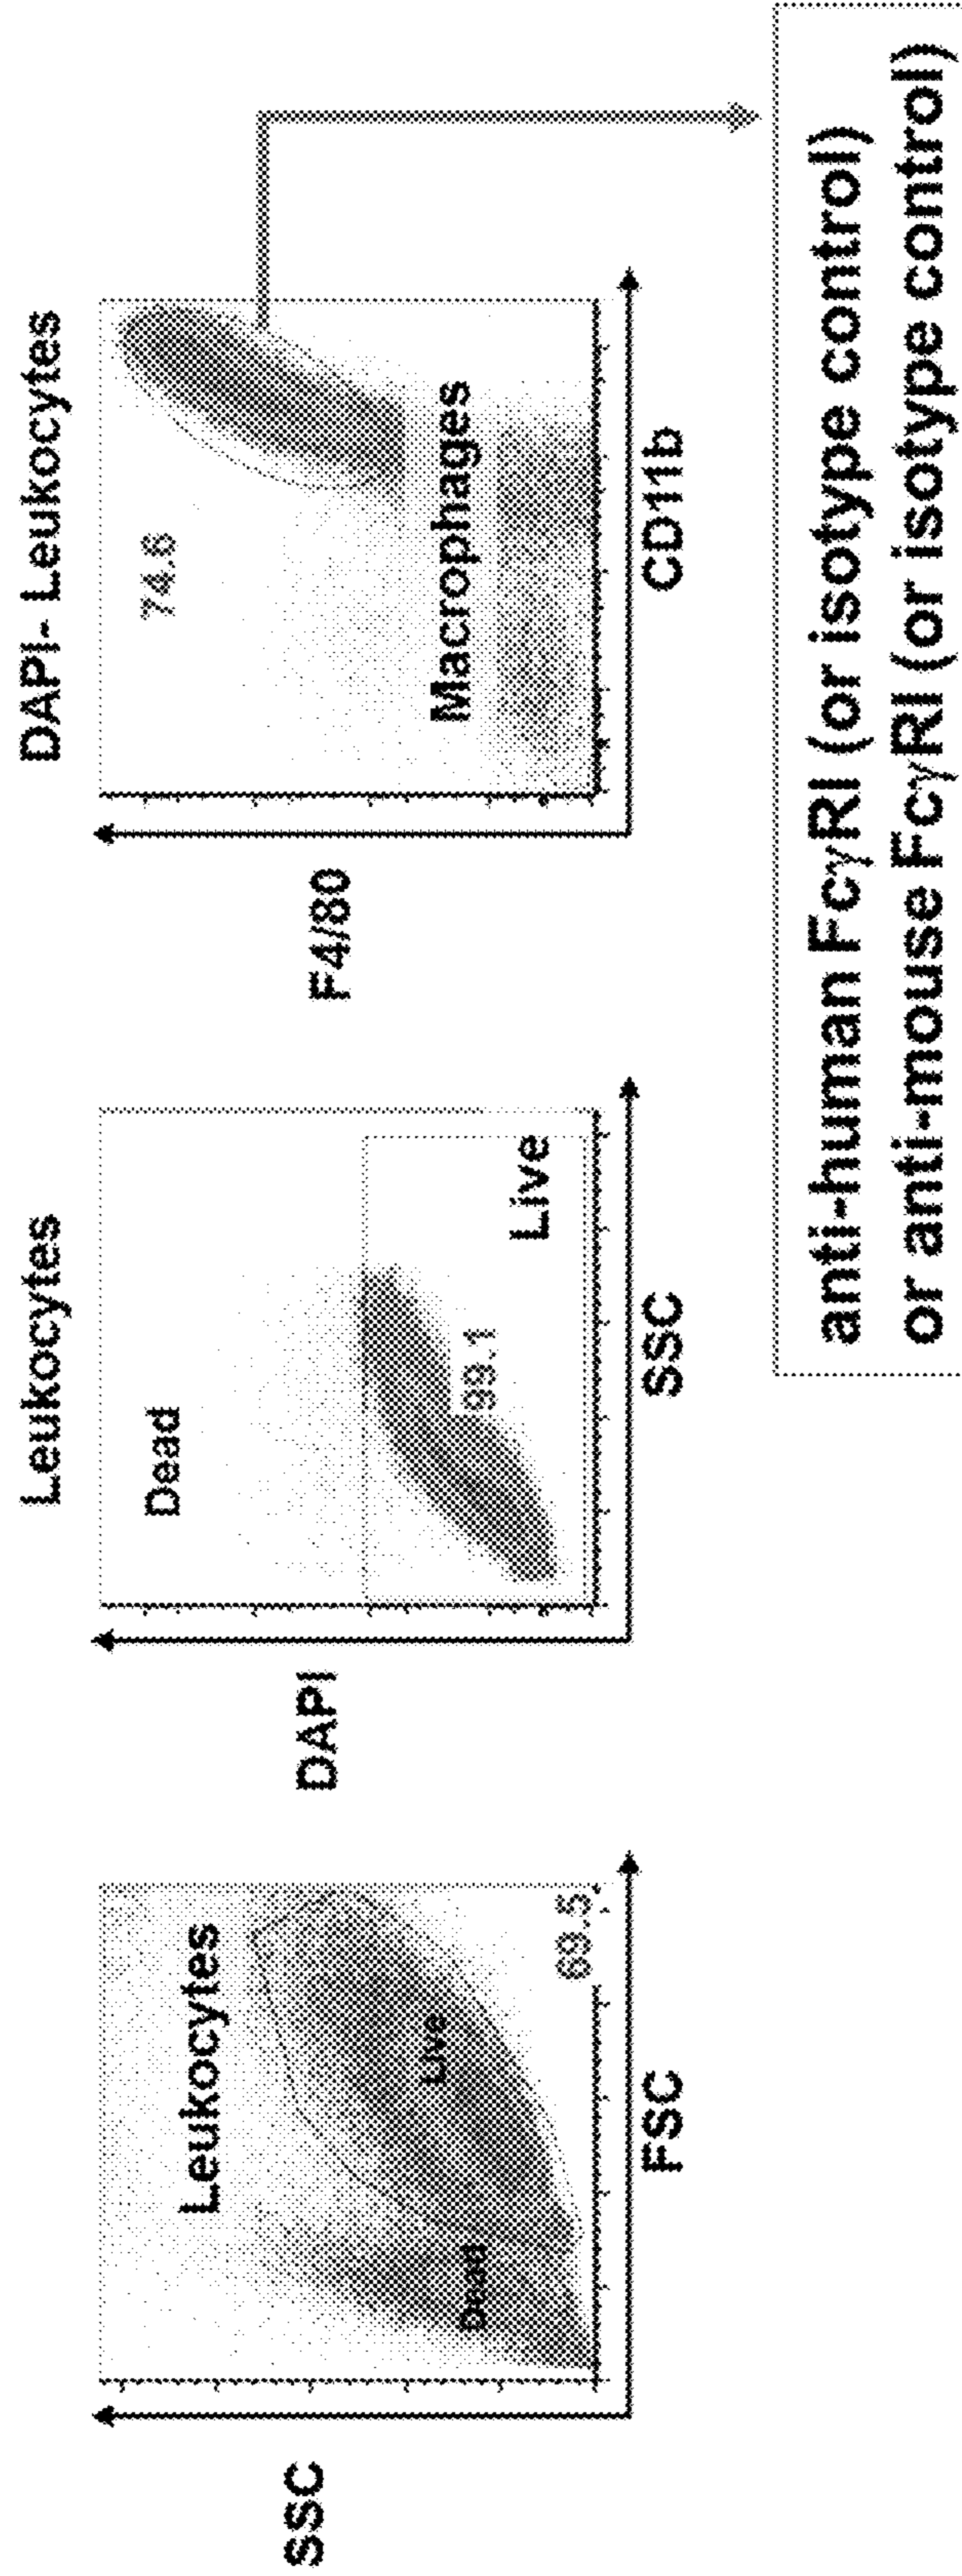 Leukocytes
Live
Dead
69.5
SSC
FSC
Leukocytes
Dead
99.1
Live
DAPI
SSC
DAPI- Leukocytes
74.6
Macrophages
F4/80
CD11b
anti-human FcγRI (or isotype control)
or anti-mouse FcγRI (or isotype control)